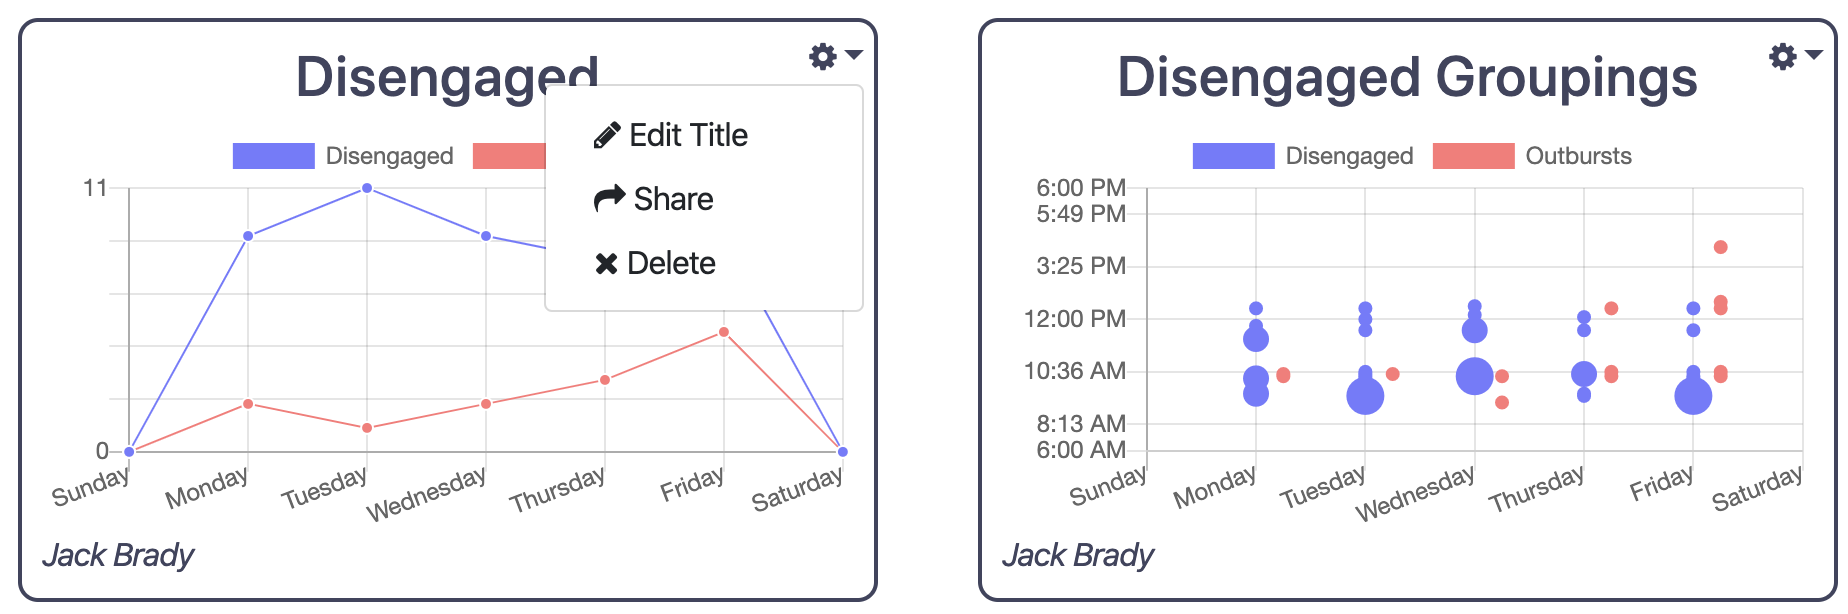 Disengaged
Edit Title
Share
Delete
Disengaged
11
0
Sunday
Monday
Tuesday
Wednesday
Thursday
Friday
Saturday
Jack Brady
Disengaged Groupings
Disengaged Outbursts
6:00 PM
5:49 PM
3:25 PM
12:00 PM
10:36 AM
8:13 AM
6:00 AM
Sunday
Monday
Tuesday
Wednesday
Thursday
Friday
Saturday
Jack Brady